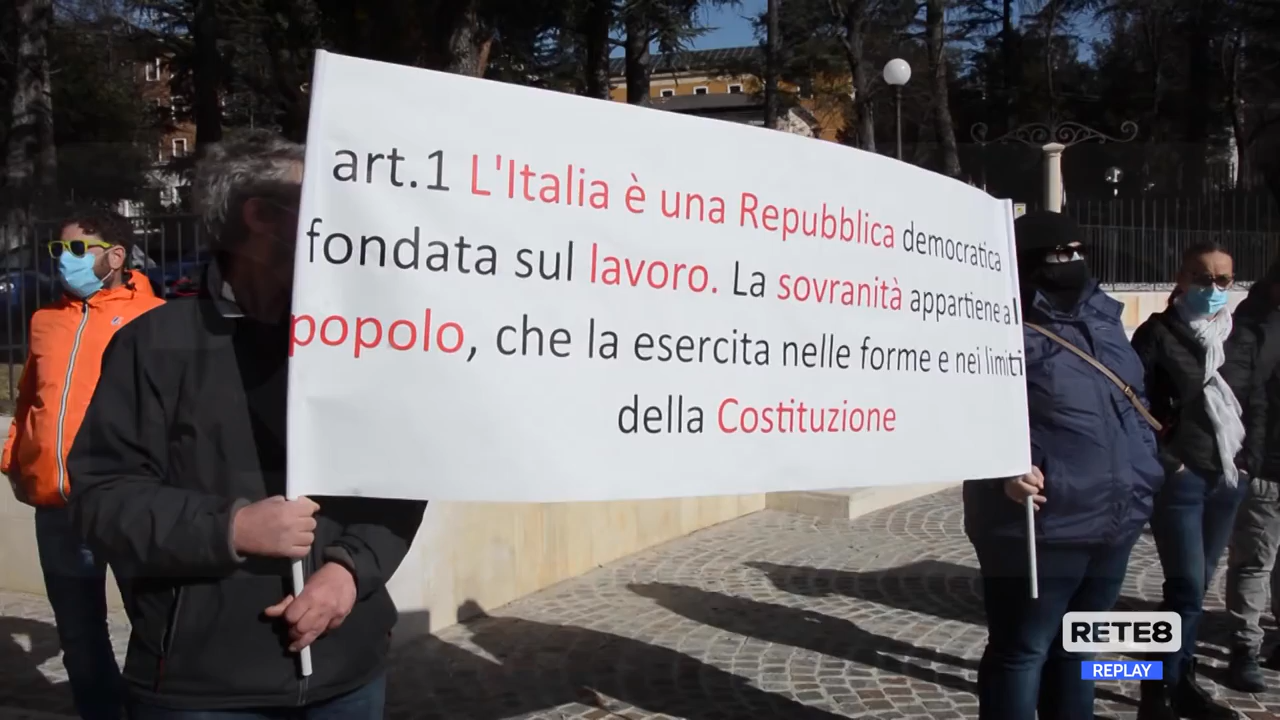 art.1 L'Italia è una Repubblica democratica
fondata sul lavoro. La sovranità appartiene al
popolo, che la esercita nelle forme e nei limiti
della Costituzione
RETE8
REPLAY